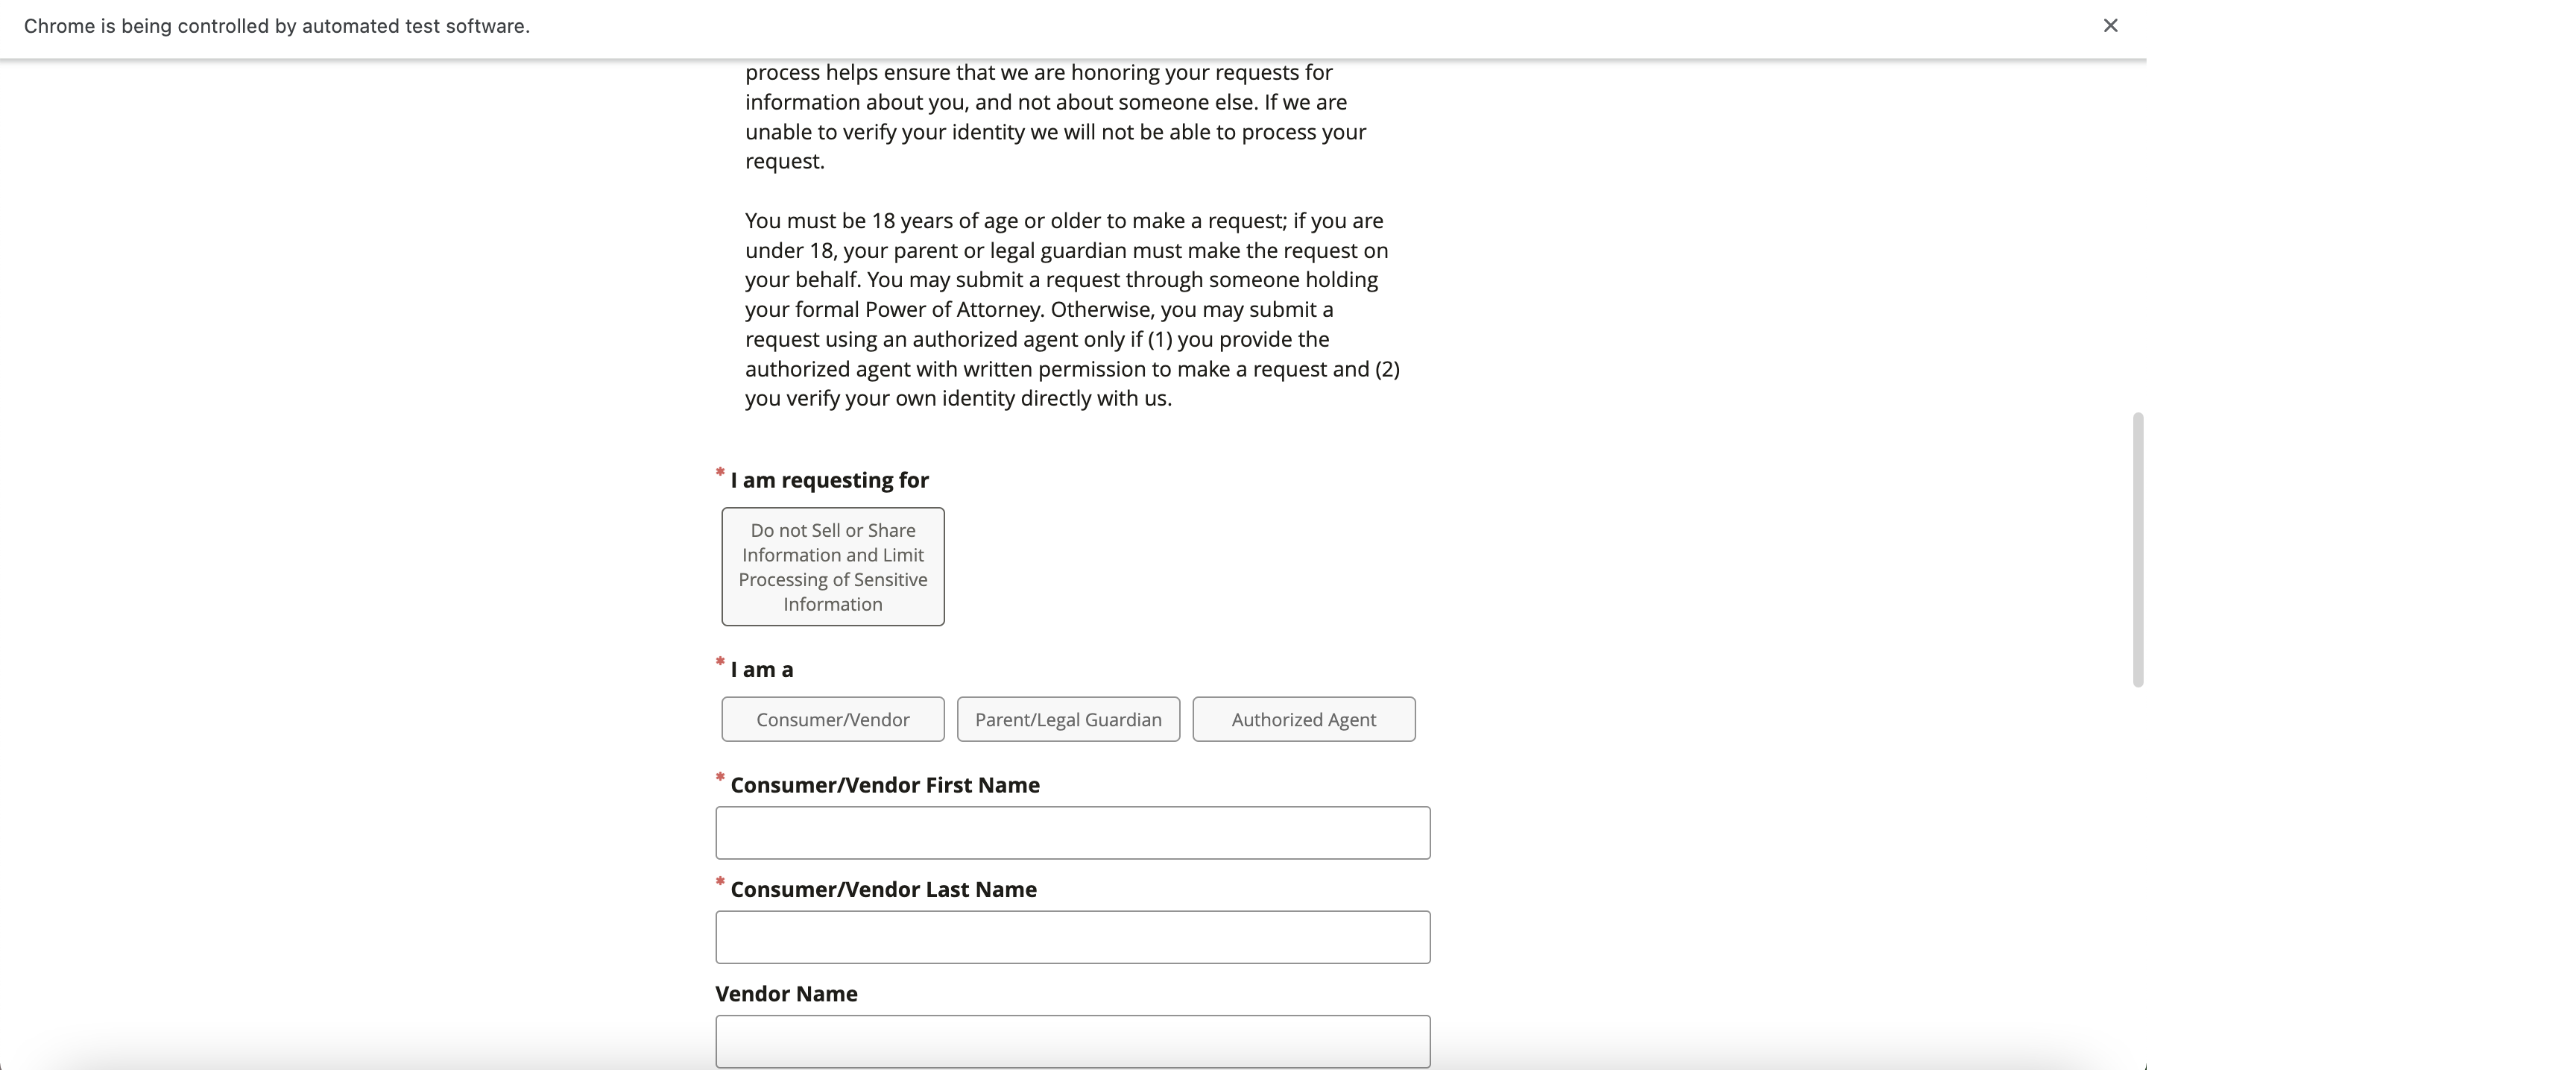 Chrome is being controlled by automated test software.
process helps ensure that we are honoring your requests for
information about you, and not about someone else. If we are
unable to verify your identity we will not be able to process your
request.
You must be 18 years of age or older to make a request; if you are
under 18, your parent or legal guardian must make the request on
your behalf. You may submit a request through someone holding
your formal Power of Attorney. Otherwise, you may submit a
request using an authorized agent only if (1) you provide the
authorized agent with written permission to make a request and (2)
you verify your own identity directly with us.
* I am requesting for
Do not Sell or Share
Information and Limit
Processing of Sensitive
Information
* I am a
Consumer/Vendor
Parent/Legal Guardian
Authorized Agent
* Consumer/Vendor First Name
* Consumer/Vendor Last Name
Vendor Name